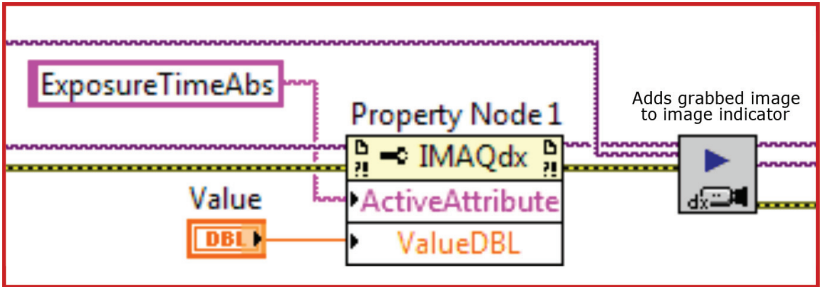 ExposureTimeAbs
Property Node 1
Adds grabbed image
to image indicator
?!
IMAQdx
?!
dx
Value
ActiveAttribute
DBL
ValueDBL